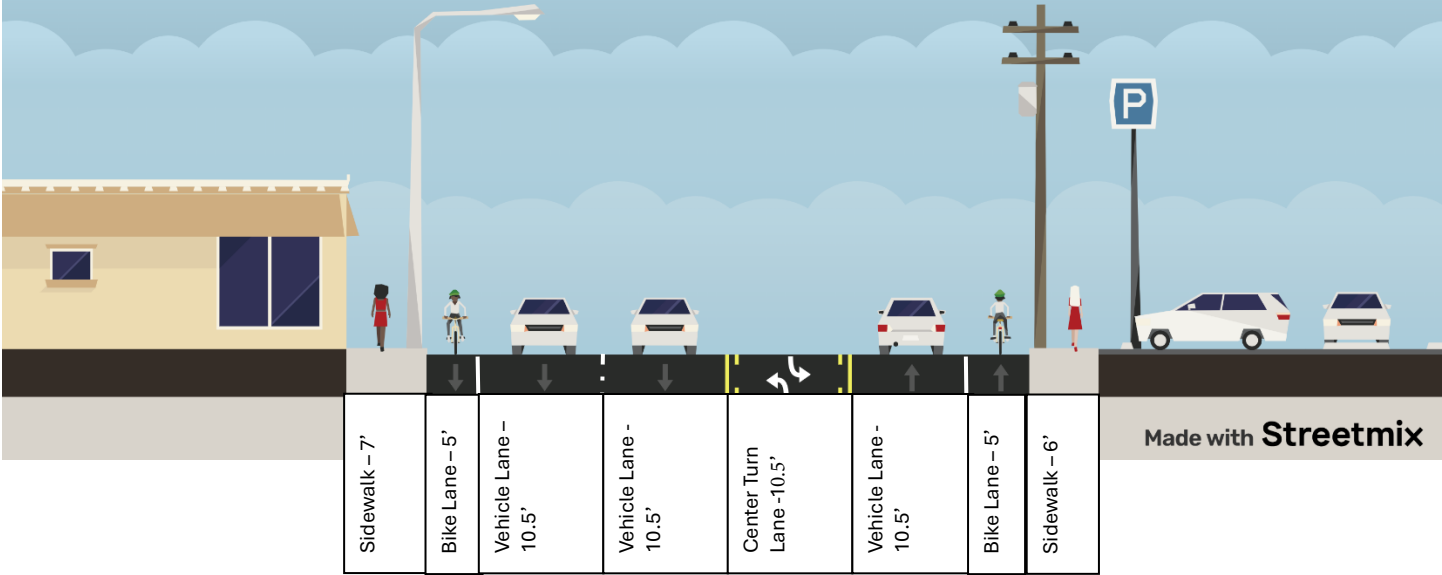 P
Made with Streetmix
Sidewalk – 7’
Bike Lane – 5’
Vehicle Lane –
10.5’
Vehicle Lane -
10.5’
Center Turn
Lane -10.5’
Vehicle Lane -
10.5’
Bike Lane – 5’
Sidewalk – 6’